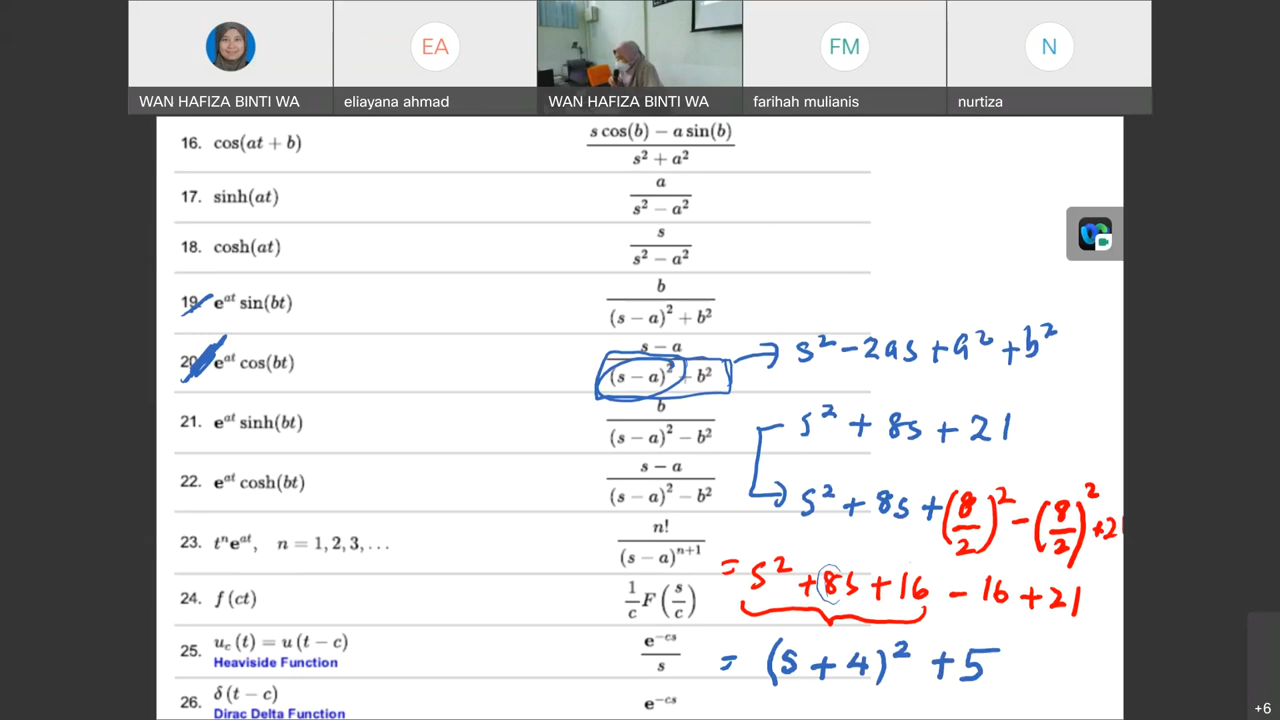 EA
FM
N
WAN HAFIZA BINTI WA
eliayana ahmad
WAN HAFIZA BINTI WA
farihah mulianis
nurtiza
16. cos(at + b) (s cos(b) − a sin(b))/(s² + a²)
17. sinh(at) a/(s² − a²)
18. cosh(at) s/(s² − a²)
19. e^(at) sin(bt) b/((s − a)² + b²)
20. e^(at) cos(bt) (s − a)/((s − a)² + b²) → s² − 2as + a² + b²
21. e^(at) sinh(bt) b/((s − a)² − b²)
s² + 8s + 21
22. e^(at) cosh(bt) (s − a)/((s − a)² − b²)
→ s² + 8s + (8/2)² − (8/2)² + 21
23. tⁿe^(at), n = 1, 2, 3, … n!/(s − a)^(n+1)
= s² + 8s + 16 − 16 + 21
24. f(ct) (1/c)F(s/c)
25. u_c(t) = u(t − c) e^(−cs)/s
Heaviside Function
= (s + 4)² + 5
26. δ(t − c) e^(−cs)
Dirac Delta Function
+6